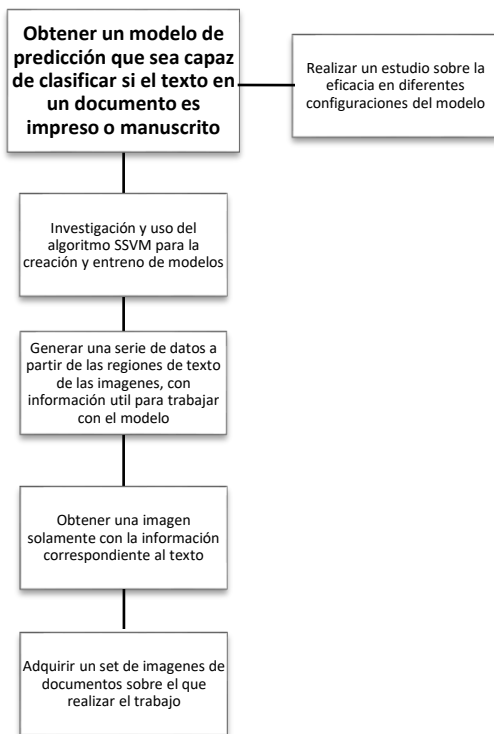 Obtener un modelo de
predicción que sea capaz
de clasificar si el texto en
un documento es
impreso o manuscrito
Realizar un estudio sobre la
eficacia en diferentes
configuraciones del modelo
Investigación y uso del
algoritmo SSVM para la
creación y entreno de modelos
Generar una serie de datos a
partir de las regiones de texto
de las imagenes, con
información util para trabajar
con el modelo
Obtener una imagen
solamente con la información
correspondiente al texto
Adquirir un set de imagenes de
documentos sobre el que
realizar el trabajo